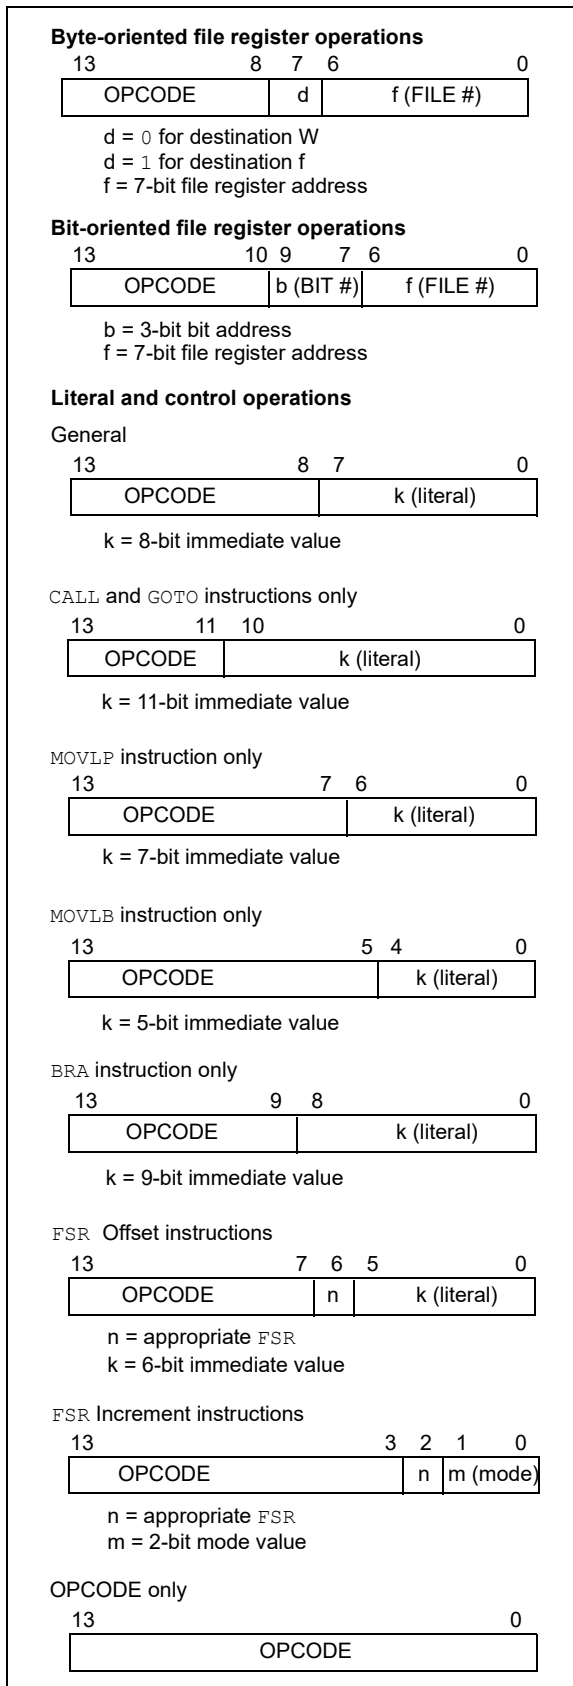 Byte-oriented file register operations
13 8 7 6 0
OPCODE d f (FILE #)
d = 0 for destination W
d = 1 for destination f
f = 7-bit file register address
Bit-oriented file register operations
13 10 9 7 6 0
OPCODE b (BIT #) f (FILE #)
b = 3-bit bit address
f = 7-bit file register address
Literal and control operations
General
13 8 7 0
OPCODE k (literal)
k = 8-bit immediate value
CALL and GOTO instructions only
13 11 10 0
OPCODE k (literal)
k = 11-bit immediate value
MOVLP instruction only
13 7 6 0
OPCODE k (literal)
k = 7-bit immediate value
MOVLB instruction only
13 5 4 0
OPCODE k (literal)
k = 5-bit immediate value
BRA instruction only
13 9 8 0
OPCODE k (literal)
k = 9-bit immediate value
FSR Offset instructions
13 7 6 5 0
OPCODE n k (literal)
n = appropriate FSR
k = 6-bit immediate value
FSR Increment instructions
13 3 2 1 0
OPCODE n m (mode)
n = appropriate FSR
m = 2-bit mode value
OPCODE only
13 0
OPCODE